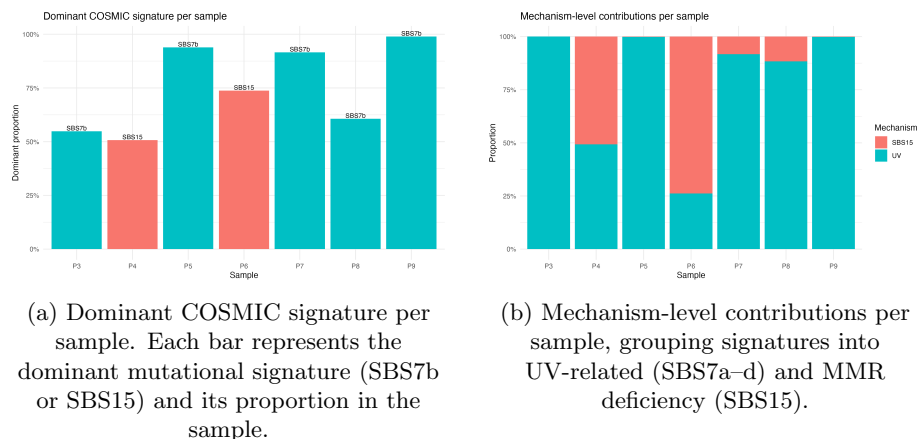 Dominant COSMIC signature per sample
100%
75%
50%
25%
0%
Dominant proportion
SBS7b
SBS15
SBS7b
SBS15
SBS7b
SBS7b
SBS7b
P3 P4 P5 P6 P7 P8 P9
Sample
Mechanism-level contributions per sample
100%
75%
50%
25%
0%
Proportion
P3 P4 P5 P6 P7 P8 P9
Sample
Mechanism
SBS15
UV
(a) Dominant COSMIC signature per
sample. Each bar represents the
dominant mutational signature (SBS7b
or SBS15) and its proportion in the
sample.
(b) Mechanism-level contributions per
sample, grouping signatures into
UV-related (SBS7a–d) and MMR
deficiency (SBS15).